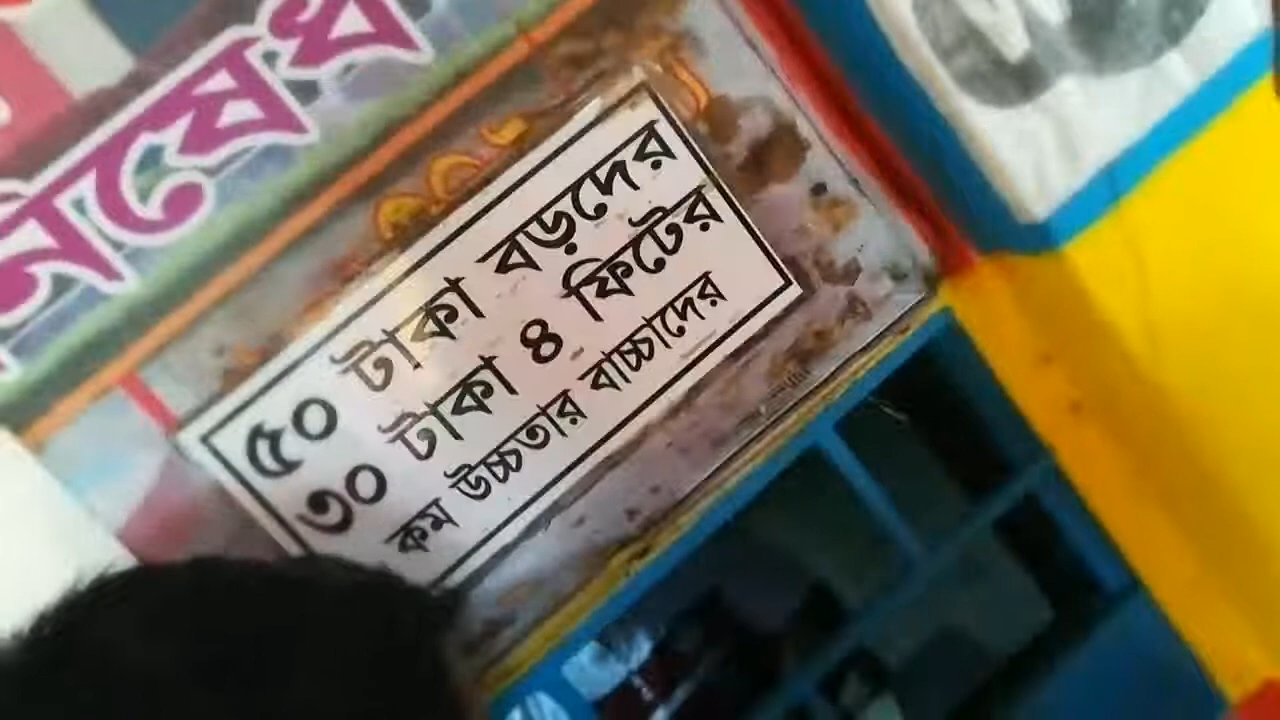 নিষেধ
৫০ টাকা বড়দের
৩০ টাকা ৪ ফিটের
কম উচ্চতার বাচ্চাদের